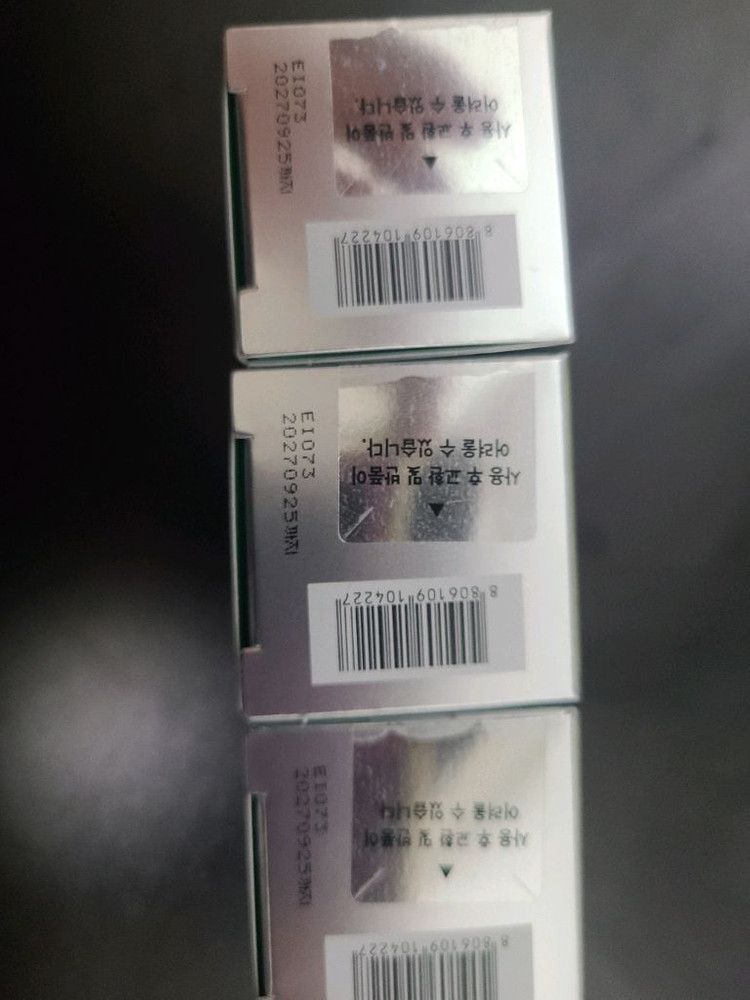 EI073
20270925까지
사용 후 교환 및 반품이
어려울 수 있습니다.
8 806109 104227
EI073
20270925까지
사용 후 교환 및 반품이
어려울 수 있습니다.
8 806109 104227
EI073
20270925까지
사용 후 교환 및 반품이
어려울 수 있습니다.
8 806109 104227